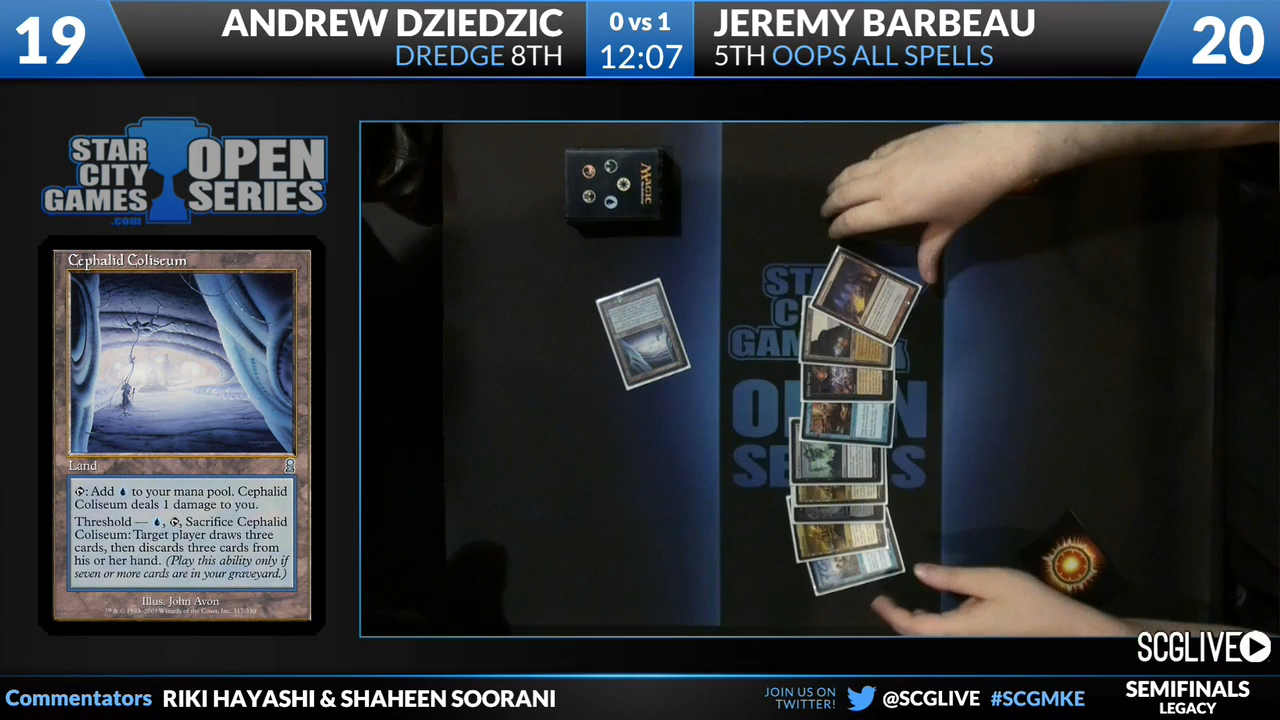 19
ANDREW DZIEDZIC
DREDGE 8TH
0 vs 1
12:07
JEREMY BARBEAU
5TH OOPS ALL SPELLS
20
STAR
CITY
GAMES
.com
OPEN
SERIES
Cephalid Coliseum
Land
: Add to your mana pool. Cephalid
Coliseum deals 1 damage to you.
Threshold — , , Sacrifice Cephalid
Coliseum: Target player draws three
cards, then discards three cards from
his or her hand. (Play this ability only if
seven or more cards are in your graveyard.)
Illus. John Avon
MAGIC
OPEN
SERIES
SCGLIVE
Commentators RIKI HAYASHI & SHAHEEN SOORANI
JOIN US ON
TWITTER!
@SCGLIVE #SCGMKE
SEMIFINALS
LEGACY